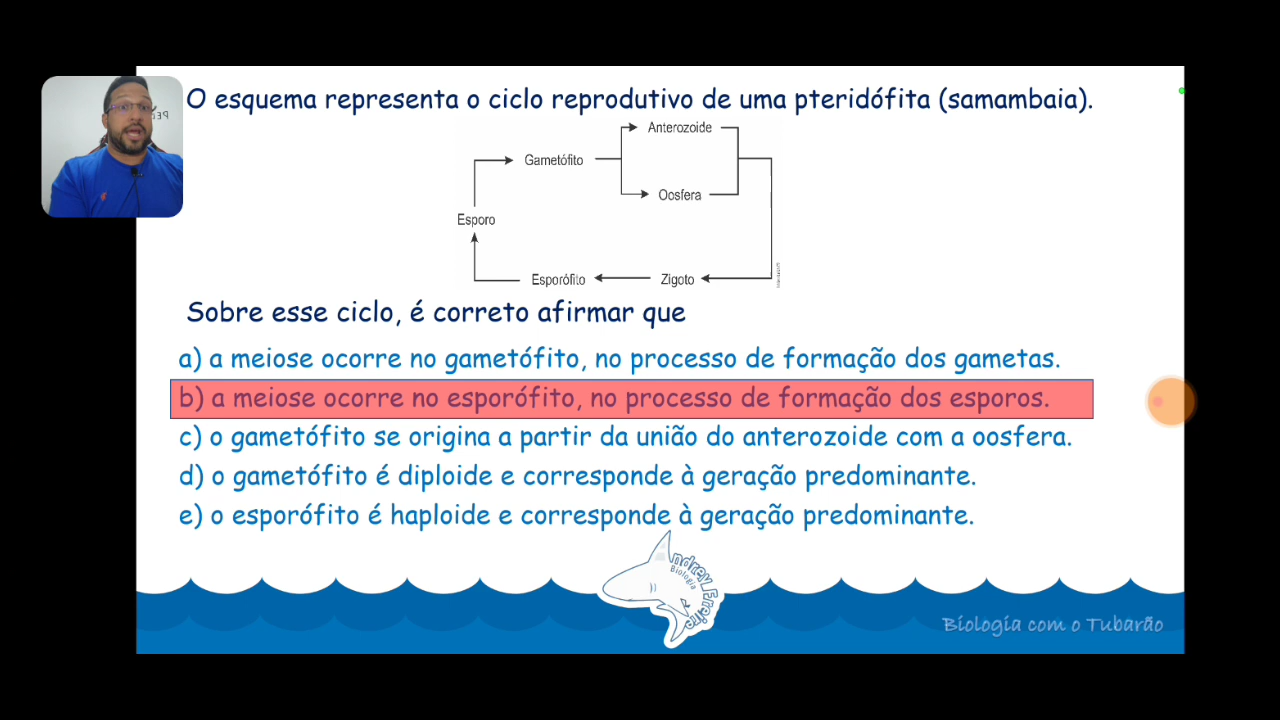 O esquema representa o ciclo reprodutivo de uma pteridófita (samambaia).
Anterozoide
Gametófito
Oosfera
Esporo
Esporófito
Zigoto
Sobre esse ciclo, é correto afirmar que
a) a meiose ocorre no gametófito, no processo de formação dos gametas.
b) a meiose ocorre no esporófito, no processo de formação dos esporos.
c) o gametófito se origina a partir da união do anterozoide com a oosfera.
d) o gametófito é diploide e corresponde à geração predominante.
e) o esporófito é haploide e corresponde à geração predominante.
Biologia
Biologia com o Tubarão